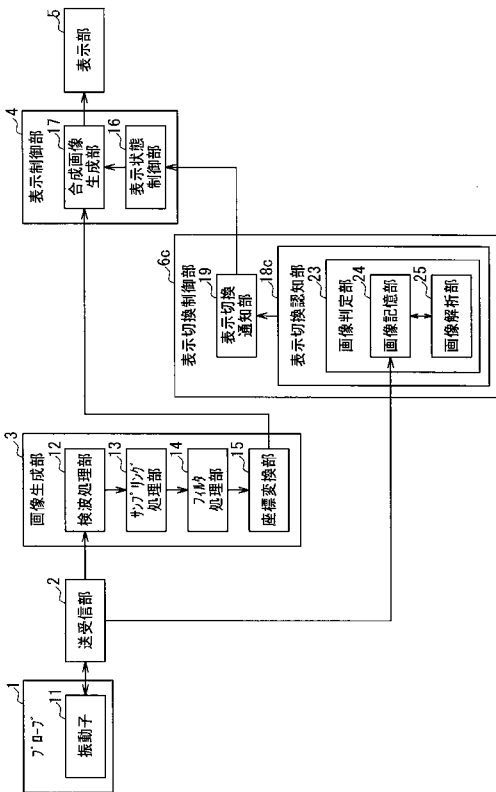 1
プローブ
11
振動子
2
送受信部
3
画像生成部
12
検波処理部
13
サンプリング
処理部
14
フィルタ
処理部
15
座標変換部
4
表示制御部
17
合成画像
生成部
16
表示状態
制御部
5
表示部
6c
表示切換制御部
19
表示切換
通知部
18c
表示切換認知部
23
画像判定部
24
画像記憶部
25
画像解析部